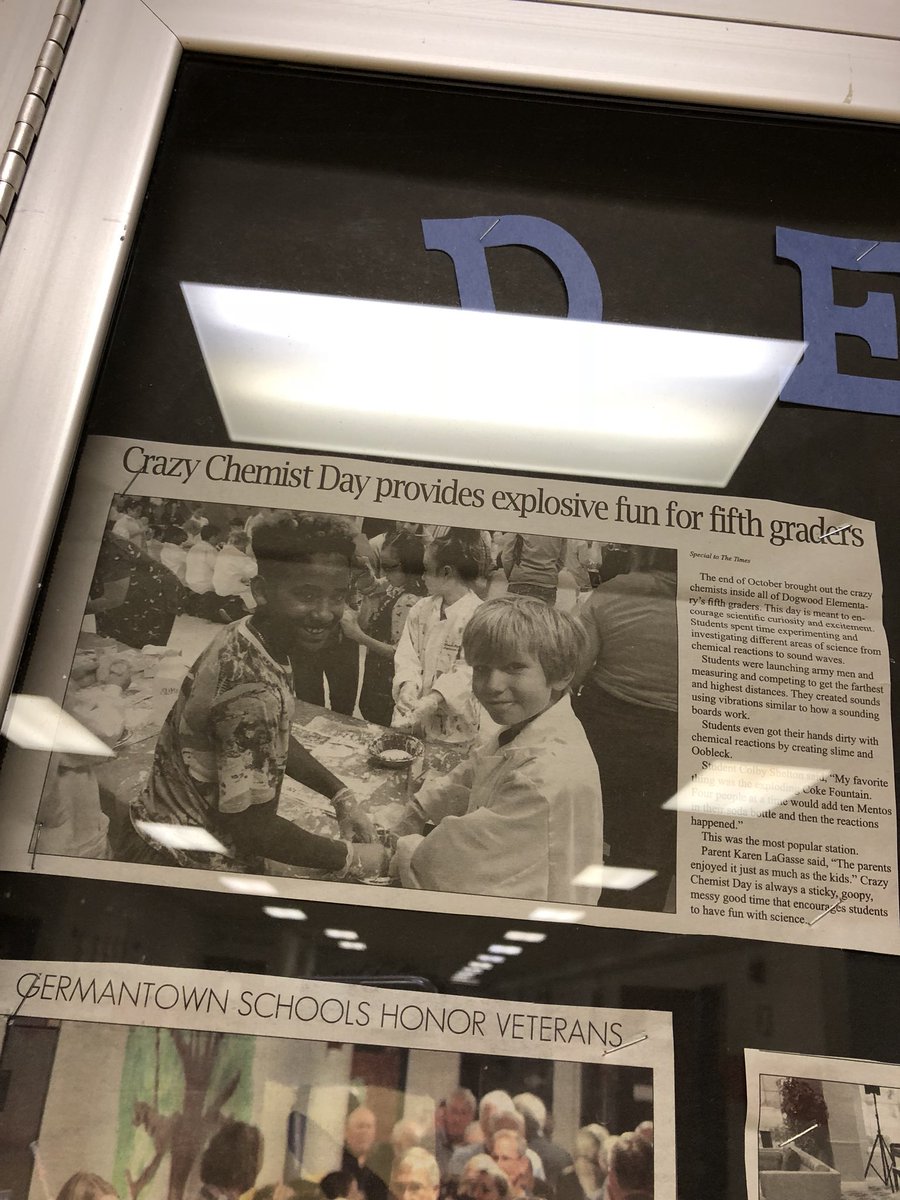 D E
Crazy Chemist Day provides explosive fun for fifth graders
Special to The Times
The end of October brought out the crazy
chemists inside all of Dogwood Elementa-
ry's fifth graders. This day is meant to en-
courage scientific curiosity and excitement.
Students spent time experimenting and
investigating different areas of science from
chemical reactions to sound waves.
Students were launching army men and
measuring and competing to get the farthest
and highest distances. They created sounds
using vibrations similar to how a sounding
boards work.
Students even got their hands dirty with
chemical reactions by creating slime and
Oobleck.
Student Colby Shelton said, "My favorite
thing was the exploding Coke Fountain.
Four people at a time would add ten Mentos
in their soda bottle and then the reactions
happened."
This was the most popular station.
Parent Karen LaGasse said, "The parents
enjoyed it just as much as the kids." Crazy
Chemist Day is always a sticky, goopy,
messy good time that encourages students
to have fun with science.
GERMANTOWN SCHOOLS HONOR VETERANS